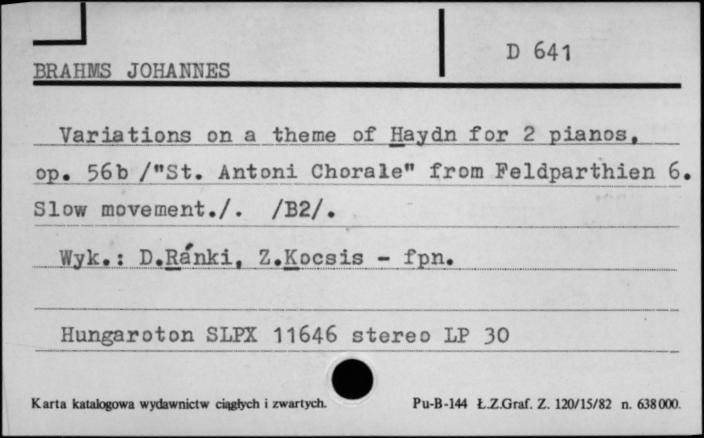 D 641
BRAHMS JOHANNES
Variations on a theme of Haydn for 2 pianos,
op. 56b /"St. Antoni Chorale" from Feldparthien 6.
Slow movement./. /B2/.
Wyk.: D.Ránki, Z.Kocsis - fpn.
Hungaroton SLPX 11646 stereo LP 30
Karta katalogowa wydawnictw ciągłych i zwartych. Pu-B-144 Ł.Z.Graf. Z. 120/15/82 n. 638000.